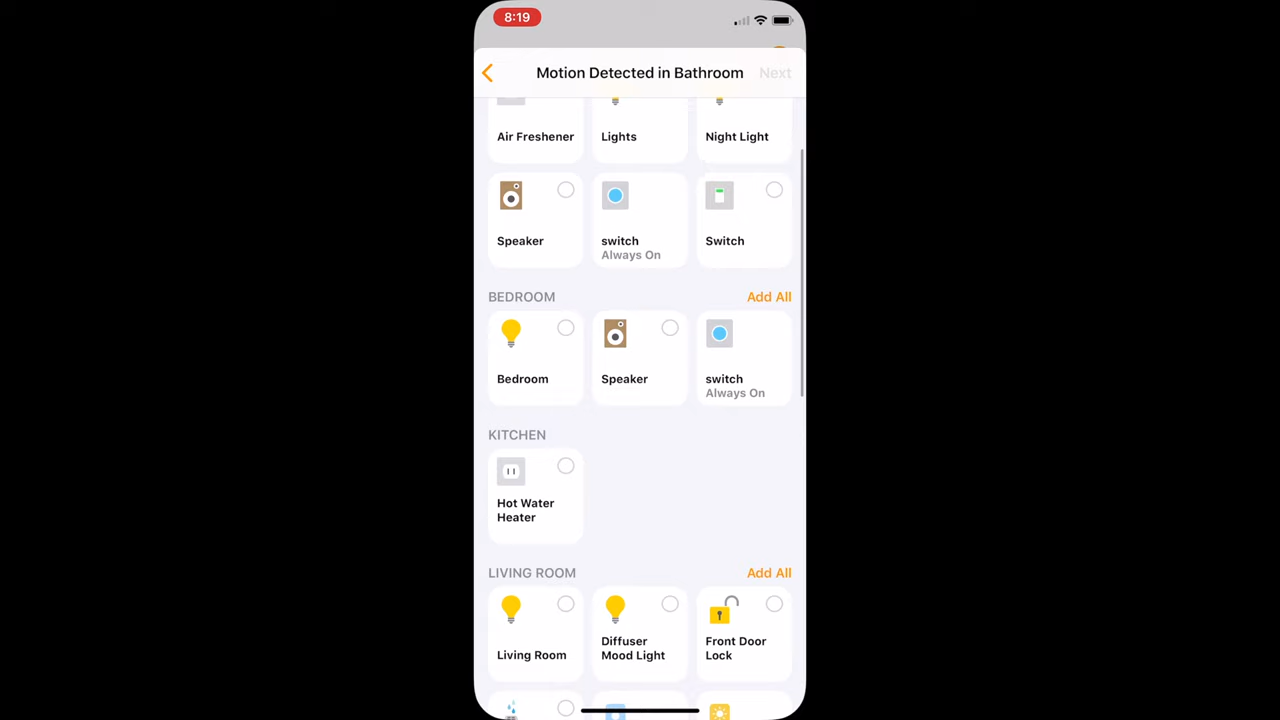 8:19
Motion Detected in Bathroom
Next
Air Freshener
Lights
Night Light
Speaker
switch
Always On
Switch
BEDROOM
Add All
Bedroom
Speaker
switch
Always On
KITCHEN
Hot Water
Heater
LIVING ROOM
Add All
Living Room
Diffuser
Mood Light
Front Door
Lock